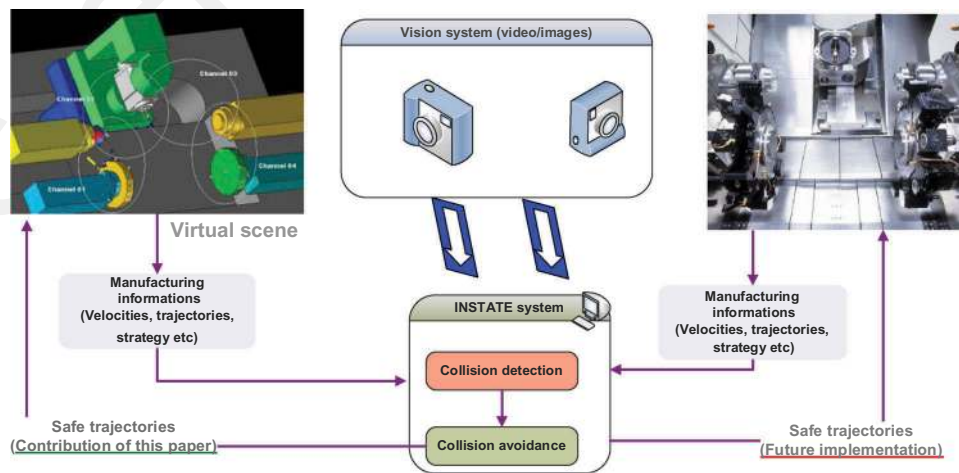 Vision system (video/images)
Channel 03
Channel 04
Channel 01
Virtual scene
Manufacturing
informations
(Velocities, trajectories,
strategy etc)
INSTATE system
Manufacturing
informations
(Velocities, trajectories,
strategy etc)
Collision detection
Collision avoidance
Safe trajectories
(Contribution of this paper)
Safe trajectories
(Future implementation)